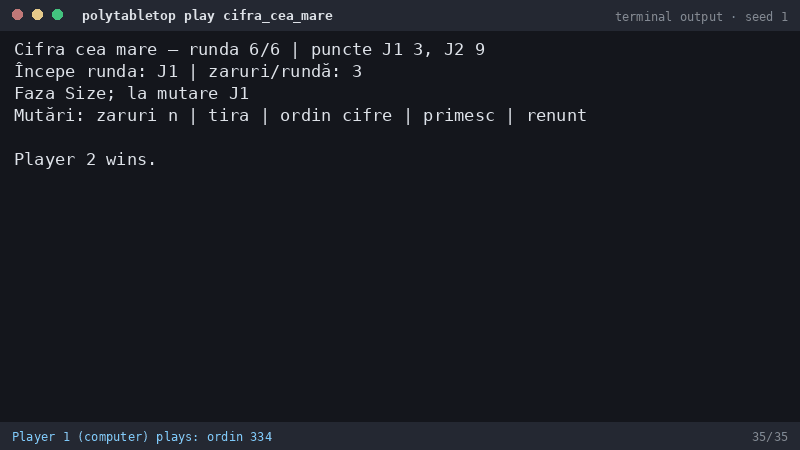 polytabletop play cifra_cea_mare
terminal output · seed 1
Cifra cea mare — runda 6/6 | puncte J1 3, J2 9
Începe runda: J1 | zaruri/rundă: 3
Faza Size; la mutare J1
Mutări: zaruri n | tira | ordin cifre | primesc | renunt
Player 2 wins.
Player 1 (computer) plays: ordin 334
35/35